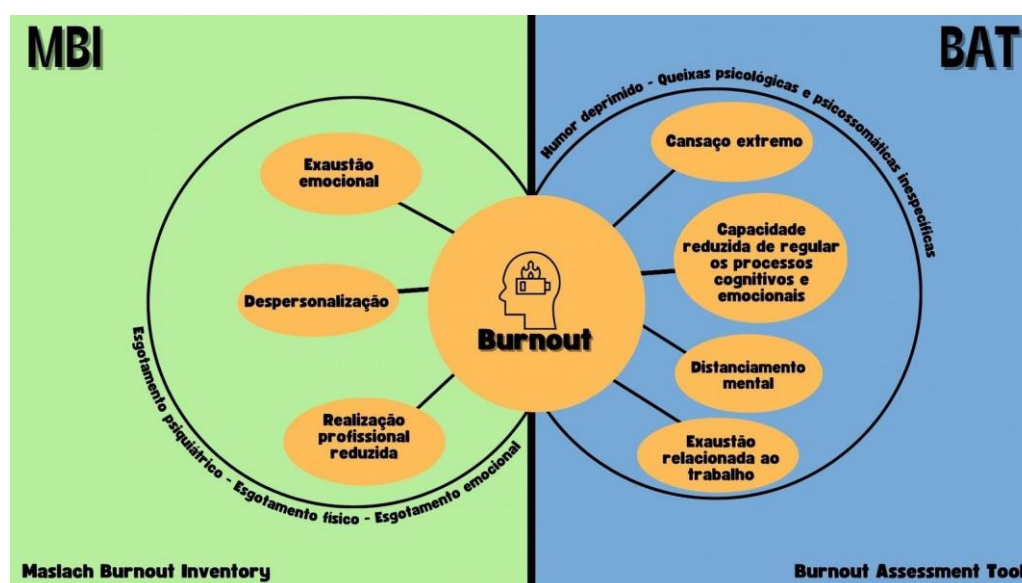 MBI
BAT
Exaustão
emocional
Despersonalização
Realização
profissional
reduzida
Esgotamento psiquiátrico - Esgotamento físico - Esgotamento emocional
Burnout
Humor deprimido - Queixas psicológicas e psicossomáticas inespecíficas
Cansaço extremo
Capacidade
reduzida de regular
os processos
cognitivos e
emocionais
Distanciamento
mental
Exaustão
relacionada ao
trabalho
Maslach Burnout Inventory
Burnout Assessment Tool